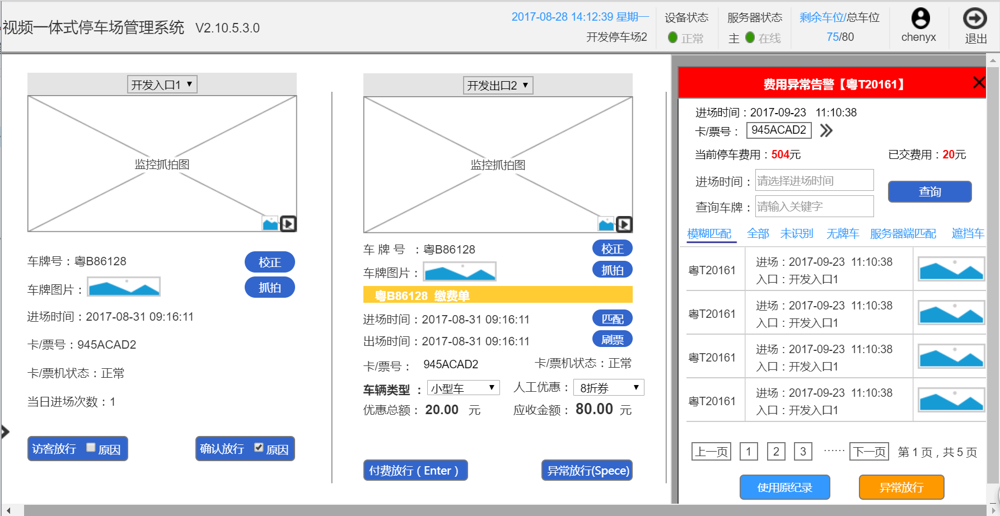 视频一体式停车场管理系统 V2.10.5.3.0
2017-08-28 14:12:39 星期一
开发停车场2
设备状态
正常
服务器状态
主 在线
剩余车位/总车位
75/80
chenyx
退出
开发入口1
监控抓拍图
车牌号：粤B86128
校正
车牌图片：
抓拍
进场时间：2017-08-31 09:16:11
卡/票号：945ACAD2
卡/票机状态：正常
当日进场次数：1
访客放行 原因
确认放行 原因
开发出口2
监控抓拍图
车 牌 号 ：粤B86128
校正
车牌图片：
抓拍
粤B86128 缴费单
进场时间：2017-08-31 09:16:11
匹配
出场时间：2017-08-31 09:16:11
刷票
卡/票号： 945ACAD2 卡/票机状态：正常
车辆类型 ： 小型车 人工优惠： 8折券
优惠总额： 20.00 元 应收金额： 80.00 元
付费放行（Enter）
异常放行(Spece)
费用异常告警【粤T20161】
进场时间：2017-09-23 11:10:38
卡/票号： 945ACAD2
当前停车费用：504元 已交费用：20元
进场时间： 请选择进场时间
查询
查询车牌： 请输入关键字
模糊匹配 全部 未识别 无牌车 服务器端匹配 遮挡车
粤T20161
进场：2017-09-23 11:10:38
入口：开发入口1
粤T20161
进场：2017-09-23 11:10:38
入口：开发入口1
粤T20161
进场：2017-09-23 11:10:38
入口：开发入口1
粤T20161
进场：2017-09-23 11:10:38
入口：开发入口1
上一页 1 2 3 …… 下一页 第 1 页，共 5 页
使用原纪录
异常放行